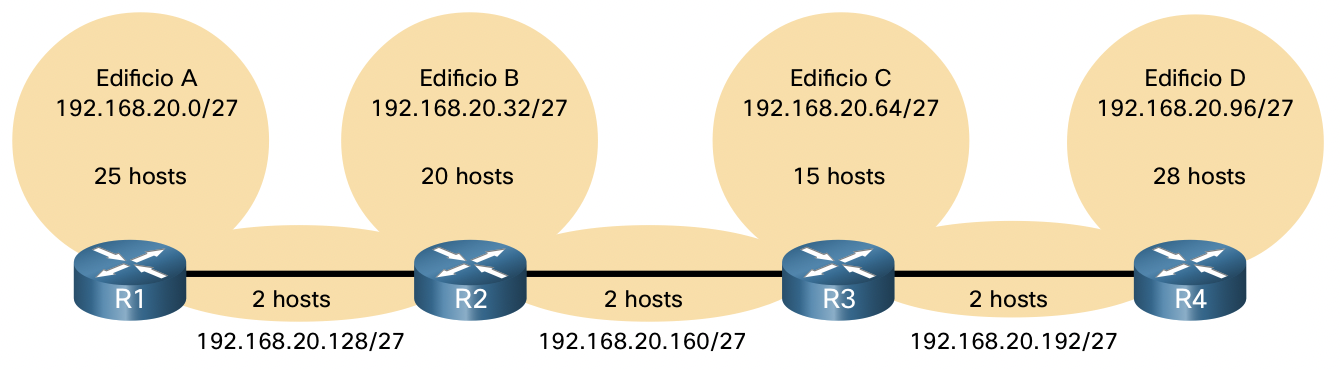 Edificio A
192.168.20.0/27
25 hosts
Edificio B
192.168.20.32/27
20 hosts
Edificio C
192.168.20.64/27
15 hosts
Edificio D
192.168.20.96/27
28 hosts
R1
2 hosts
R2
2 hosts
R3
2 hosts
R4
192.168.20.128/27
192.168.20.160/27
192.168.20.192/27